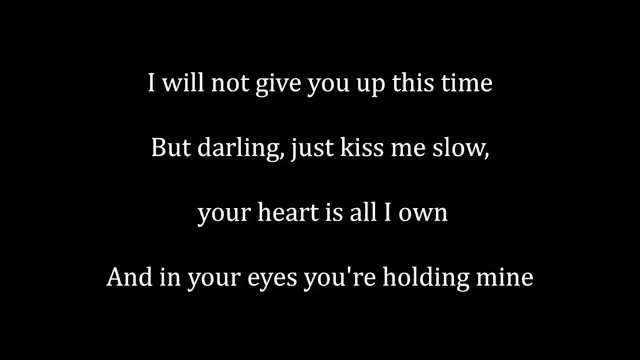 I will not give you up this time
But darling, just kiss me slow,
your heart is all I own
And in your eyes you're holding mine